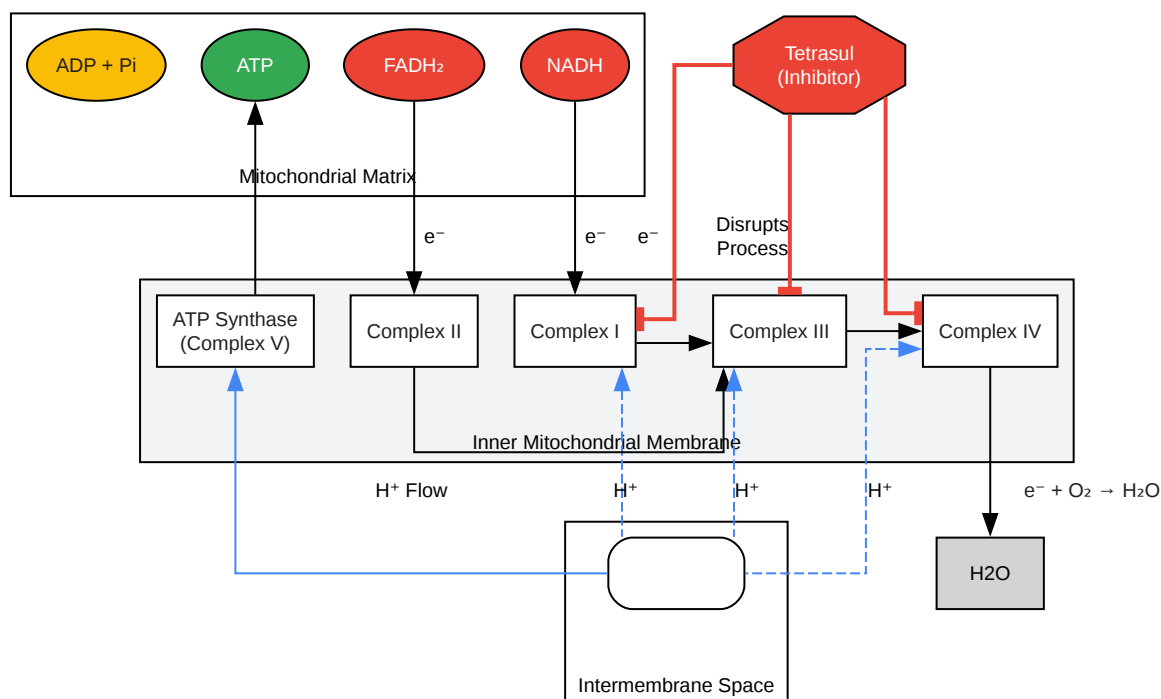 ADP + Pi
ATP
FADH₂
NADH
Tetrasul
(Inhibitor)
Mitochondrial Matrix
e⁻
e⁻
e⁻
Disrupts
Process
ATP Synthase
(Complex V)
Complex II
Complex I
Complex III
Complex IV
Inner Mitochondrial Membrane
H⁺ Flow
H⁺
H⁺
H⁺
e⁻ + O₂ → H₂O
H2O
Intermembrane Space